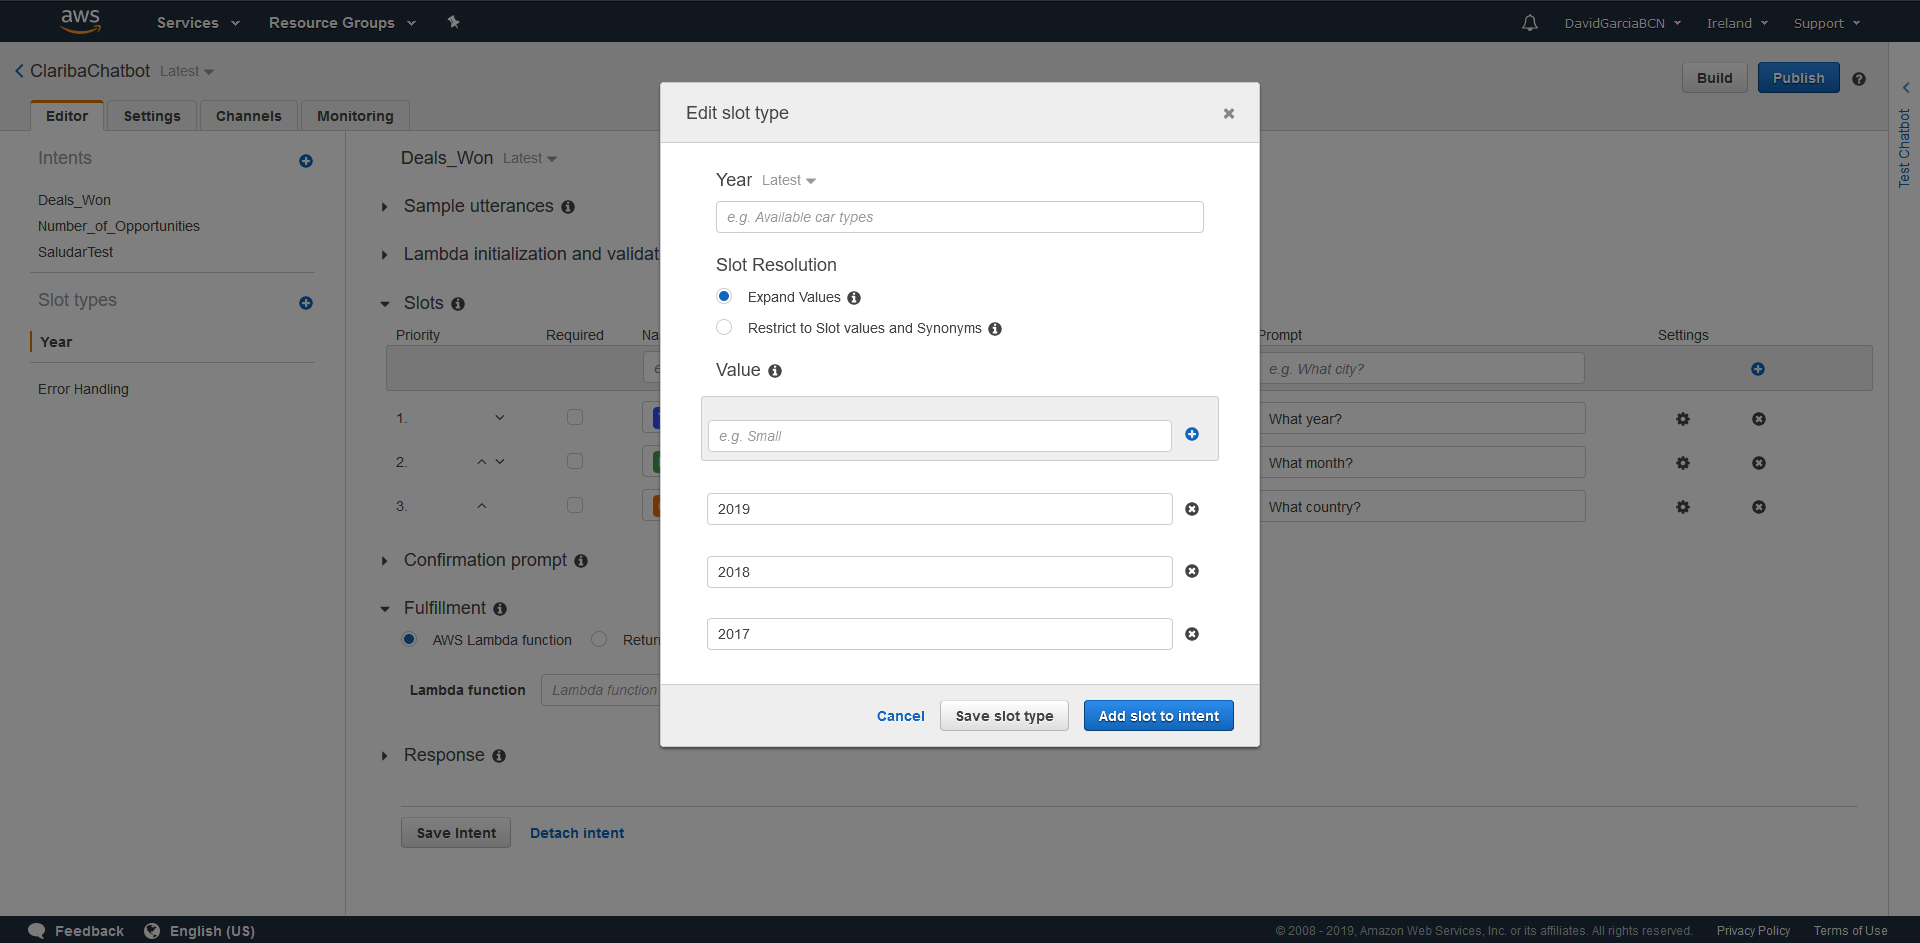 aws Services Resource Groups DavidGarciaBCN Ireland Support
ClaribaChatbot Latest
Build Publish
Editor Settings Channels Monitoring
Test Chatbot
Intents
Deals_Won
Number_of_Opportunities
SaludarTest
Slot types
Year
Error Handling
Deals_Won Latest
Sample utterances
Lambda initialization and validat
Slots
Priority Required Na Prompt Settings
e.g. What city?
1. What year?
2. What month?
3. What country?
Confirmation prompt
Fulfillment
AWS Lambda function Retur
Lambda function Lambda function
Response
Save Intent Detach intent
Edit slot type
Year Latest
e.g. Available car types
Slot Resolution
Expand Values
Restrict to Slot values and Synonyms
Value
e.g. Small
2019
2018
2017
Cancel Save slot type Add slot to intent
Feedback English (US) © 2008 - 2019, Amazon Web Services, Inc. or its affiliates. All rights reserved. Privacy Policy Terms of Use